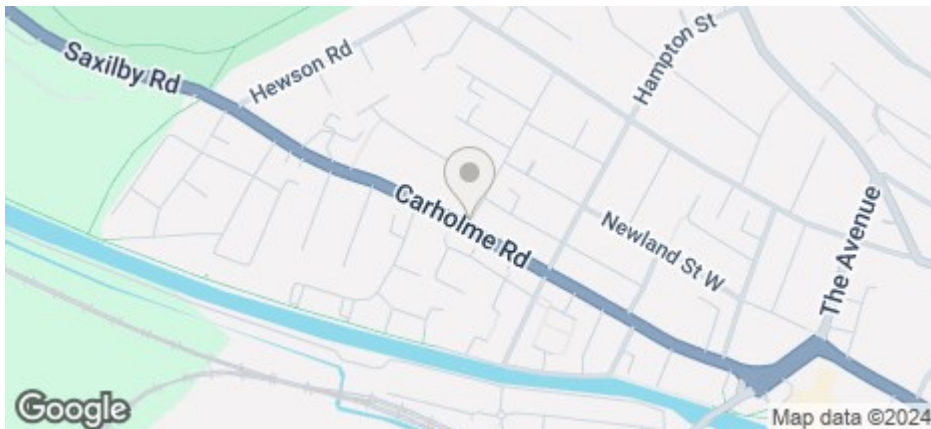 Saxilby Rd
Hewson Rd
Hampton St
Carholme Rd
Newland St W
The Avenue
Google
Map data ©2024